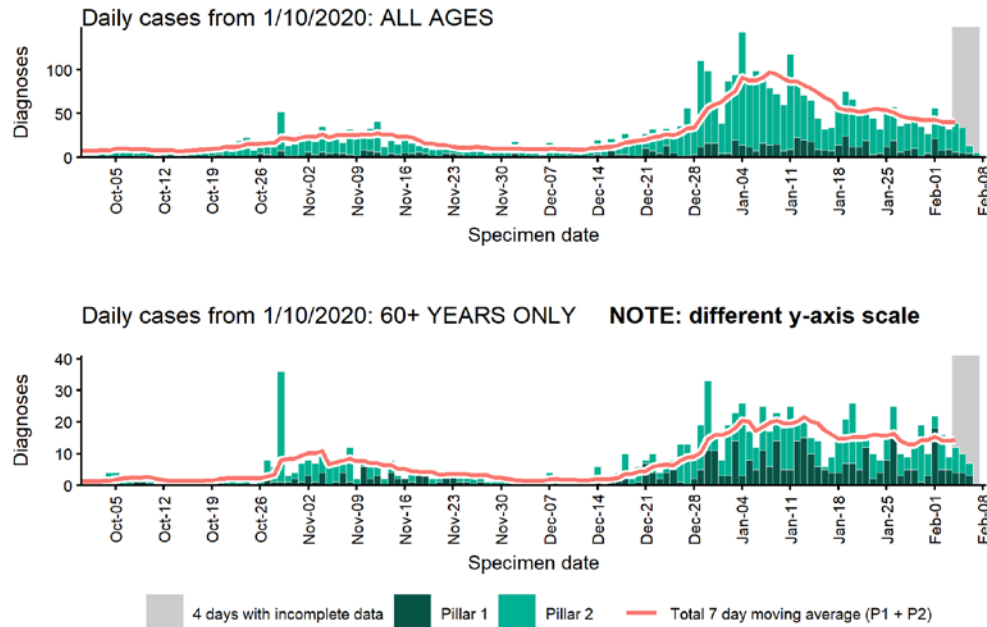 Daily cases from 1/10/2020: ALL AGES
Diagnoses
100
50
0
Oct-05
Oct-12
Oct-19
Oct-26
Nov-02
Nov-09
Nov-16
Nov-23
Nov-30
Dec-07
Dec-14
Dec-21
Dec-28
Jan-04
Jan-11
Jan-18
Jan-25
Feb-01
Feb-08
Specimen date
Daily cases from 1/10/2020: 60+ YEARS ONLY NOTE: different y-axis scale
Diagnoses
40
30
20
10
0
Oct-05
Oct-12
Oct-19
Oct-26
Nov-02
Nov-09
Nov-16
Nov-23
Nov-30
Dec-07
Dec-14
Dec-21
Dec-28
Jan-04
Jan-11
Jan-18
Jan-25
Feb-01
Feb-08
Specimen date
4 days with incomplete data Pillar 1 Pillar 2 Total 7 day moving average (P1 + P2)